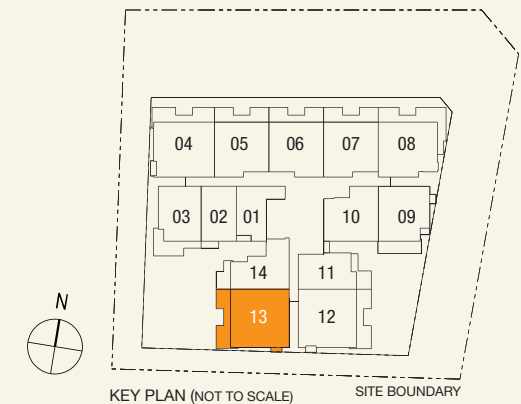 04 05 06 07 08
03 02 01 10 09
14 11
13 12
N
KEY PLAN (NOT TO SCALE)
SITE BOUNDARY